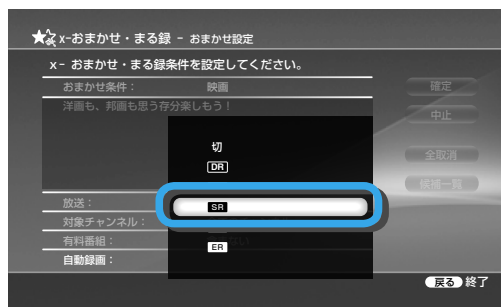 x-おまかせ・まる録 - おまかせ設定
x- おまかせ・まる録条件を設定してください。
おまかせ条件： 映画
洋画も、邦画も思う存分楽しもう！
確定
中止
全取消
候補一覧
切
DR
SR
ER
放送：
対象チャンネル：
有料番組：
自動録画：
戻る 終了